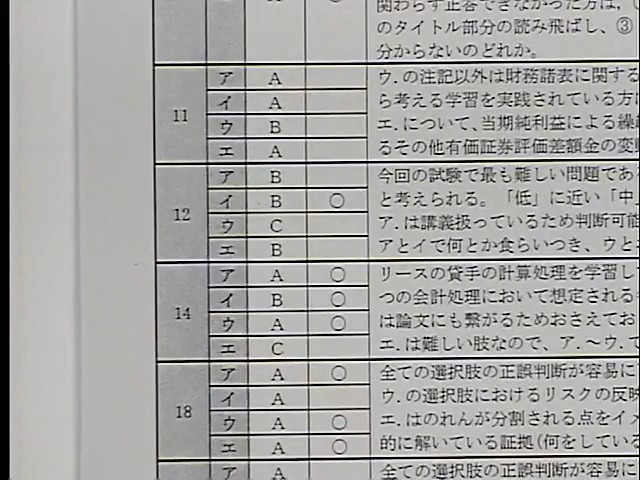 関わらず正答できなかった方は,
のタイトル部分の読み飛ばし、③
分からないのどれか。
11
ア A
イ A
ウ B
エ A
ウ.の注記以外は財務諸表に関する
ら考える学習を実践されている方
エ.について、当期純利益による繰
るその他有価証券評価差額金の変
12
ア B
イ B ○
ウ C
エ B
今回の試験で最も難しい問題であ
と考えられる。「低」に近い「中
ア.は講義扱っているため判断可能
アとイで何とか食らいつき、ウと
14
ア A ○
イ B ○
ウ A ○
エ C
リースの貸手の計算処理を学習し
つの会計処理において想定される
は論文にも繋がるためおさえてお
エ.は難しい肢なので、ア.～ウ.で
18
ア A ○
イ A
ウ A ○
エ A ○
全ての選択肢の正誤判断が容易に
ウ.の選択肢におけるリスクの反映
エ.はのれんが分割される点をイメ
的に解いている証拠(何をしている
ア A
全ての選択肢の正誤判断が容易に